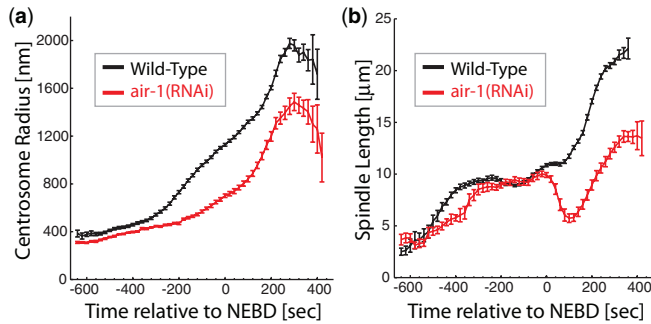 (a)
Centrosome Radius [nm]
2000
1600
1200
800
400
0
Wild-Type
air-1(RNAi)
-600 -400 -200 0 200 400
Time relative to NEBD [sec]
(b)
Spindle Length [µm]
25
20
15
10
5
0
Wild-Type
air-1(RNAi)
-600 -400 -200 0 200 400
Time relative to NEBD [sec]